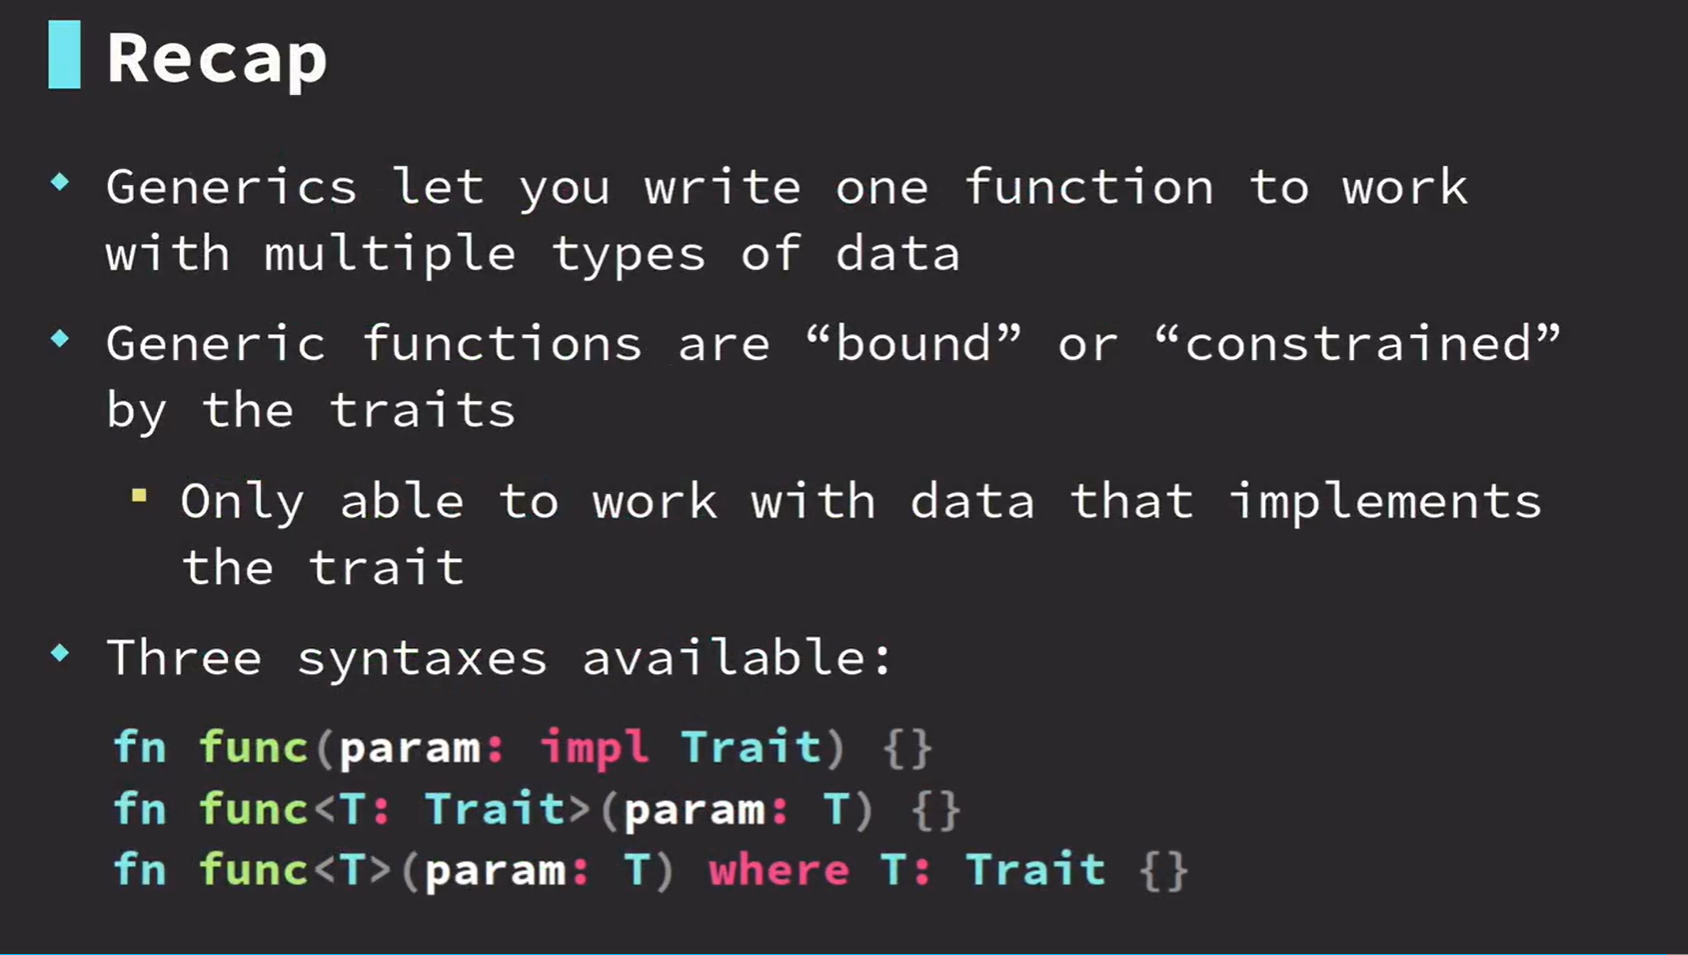 Recap
Generics let you write one function to work
with multiple types of data
Generic functions are “bound” or “constrained”
by the traits
Only able to work with data that implements
the trait
Three syntaxes available:
fn func(param: impl Trait) {}
fn func<T: Trait>(param: T) {}
fn func<T>(param: T) where T: Trait {}